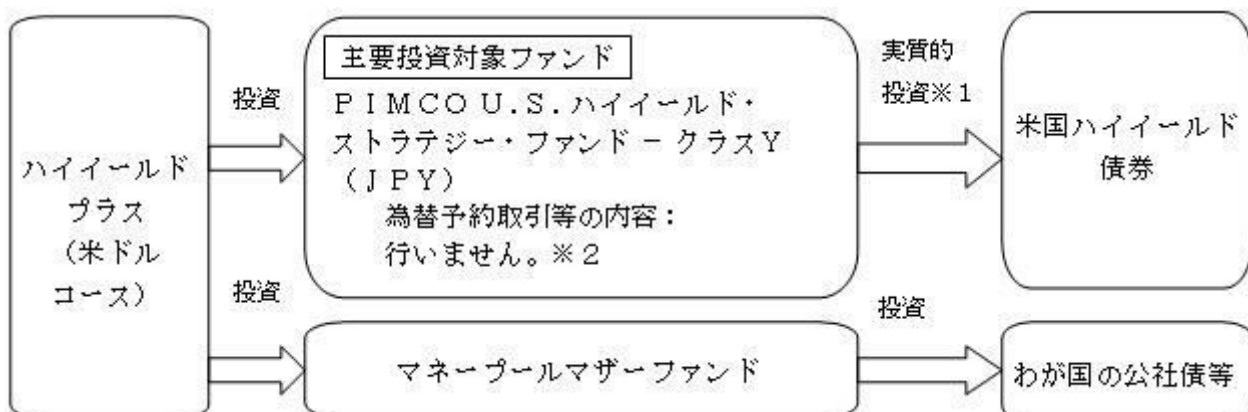 ハイイールド
プラス
（米ドル
コース）
投資
投資
主要投資対象ファンド
ＰＩＭＣＯ Ｕ.Ｓ.ハイイールド・
ストラテジー・ファンド － クラスＹ
（ＪＰＹ）
為替予約取引等の内容：
行いません。※２
マネープールマザーファンド
実質的
投資※１
投資
米国ハイイールド
債券
わが国の公社債等